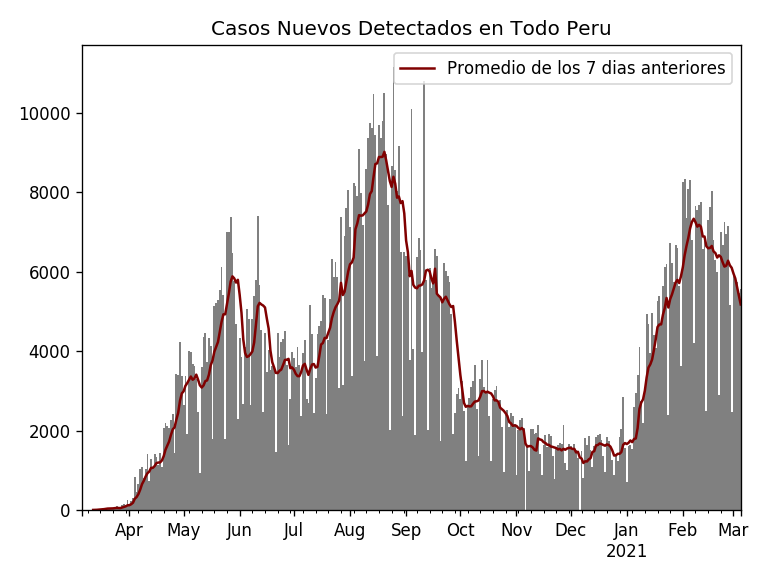 Casos Nuevos Detectados en Todo Peru
Promedio de los 7 dias anteriores
10000
8000
6000
4000
2000
0
Apr May Jun Jul Aug Sep Oct Nov Dec Jan Feb Mar
2021